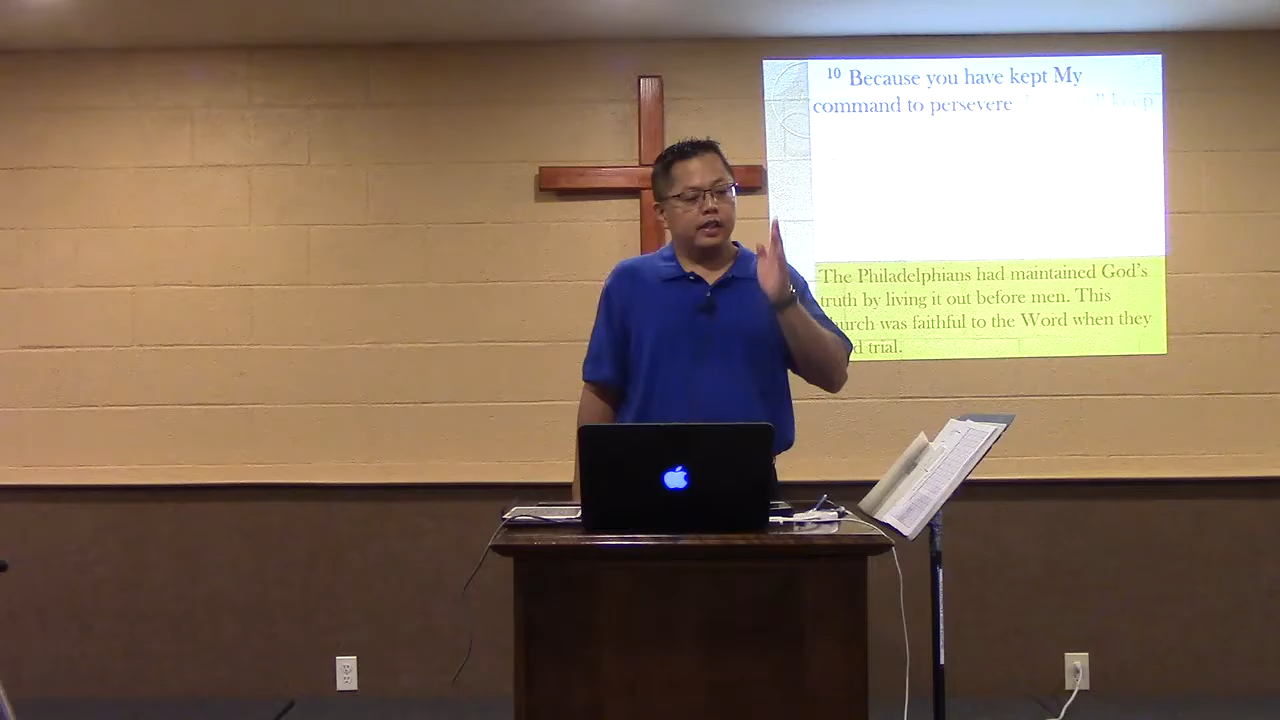 10 Because you have kept My
command to persevere keep
The Philadelphians had maintained God's
truth by living it out before men. This
church was faithful to the Word when they
trial.